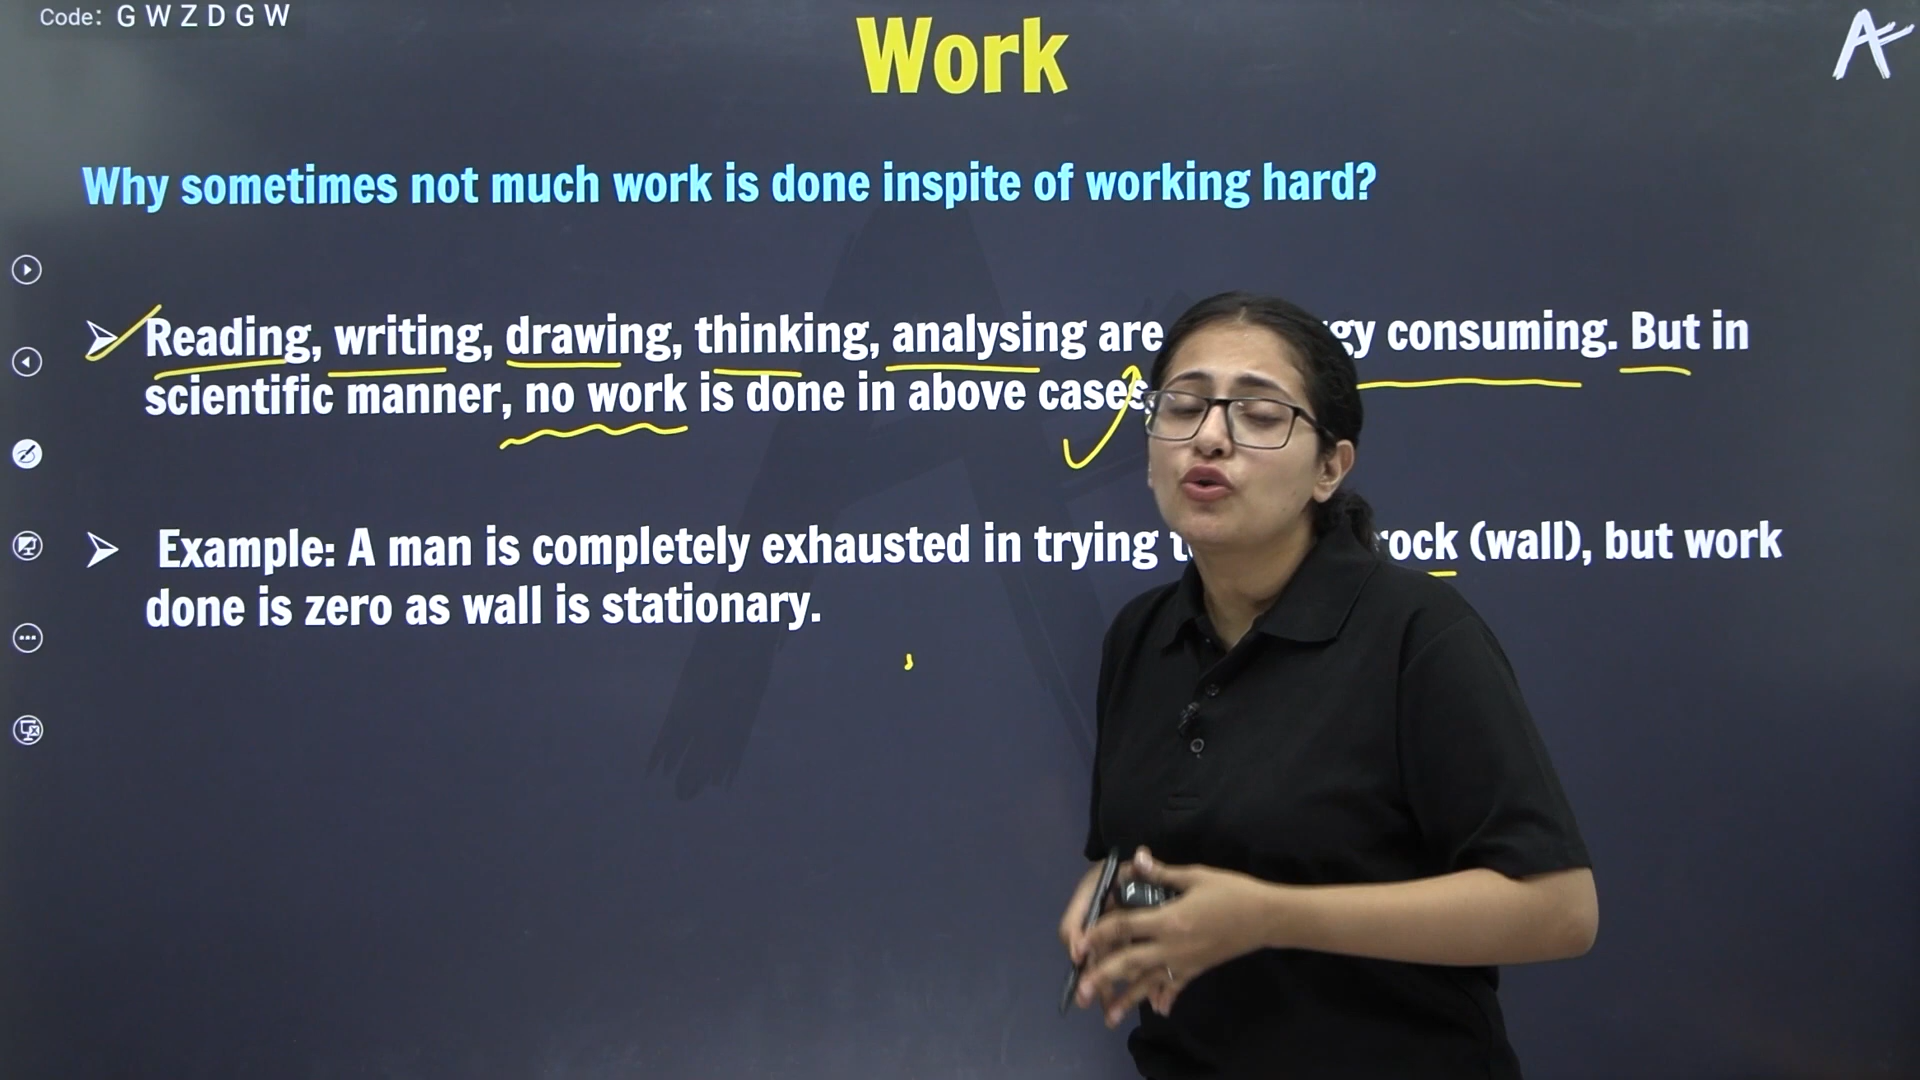 Code: G W Z D G W
Work
Why sometimes not much work is done inspite of working hard?
Reading, writing, drawing, thinking, analysing are consuming. But in
scientific manner, no work is done in above cases
Example: A man is completely exhausted in trying (wall), but work
done is zero as wall is stationary.